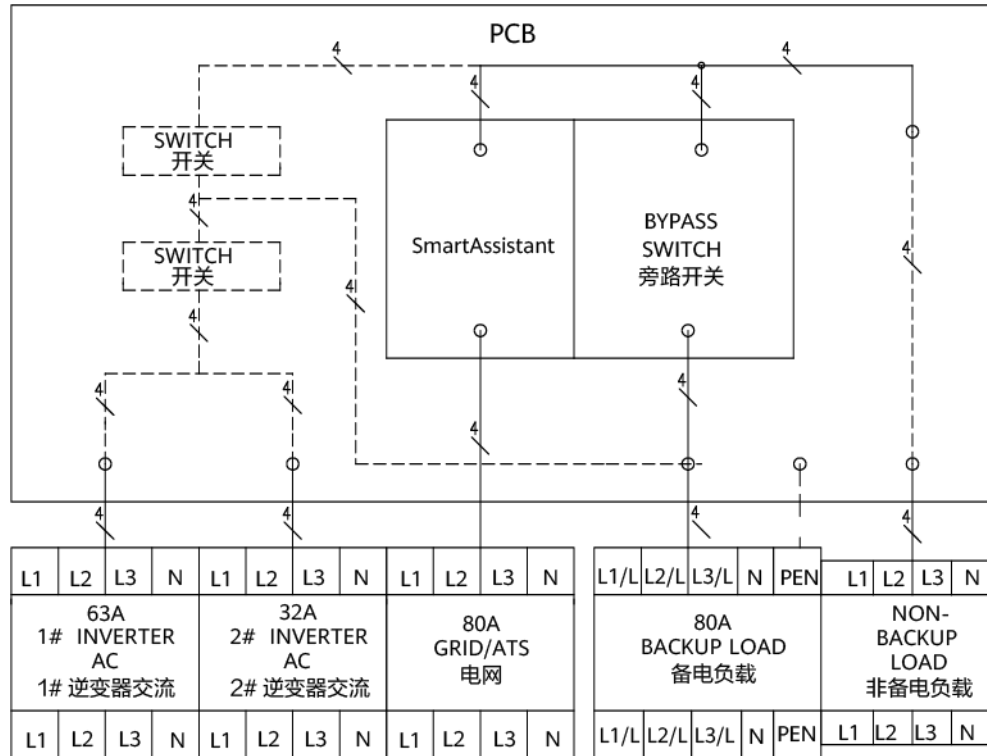 PCB
4
4
4
4
SWITCH
开关
4
SWITCH
开关
SmartAssistant
BYPASS
SWITCH
旁路开关
4
4
4
4
4
4
4
4
4
4
4
L1 L2 L3 N L1 L2 L3 N L1 L2 L3 N L1/L L2/L L3/L N PEN L1 L2 L3 N
63A
1# INVERTER
AC
1# 逆变器交流
32A
2# INVERTER
AC
2# 逆变器交流
80A
GRID/ATS
电网
80A
BACKUP LOAD
备电负载
NON-
BACKUP
LOAD
非备电负载
L1 L2 L3 N L1 L2 L3 N L1 L2 L3 N L1/L L2/L L3/L N PEN L1 L2 L3 N